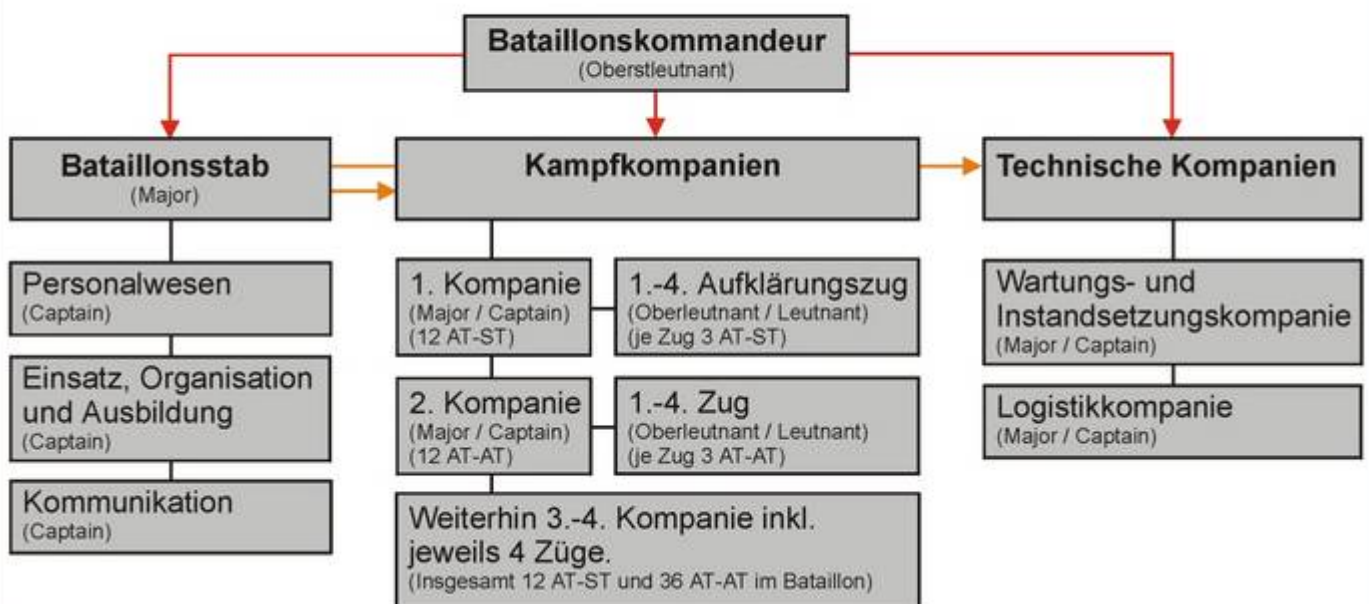 Bataillonskommandeur
(Oberstleutnant)
Bataillonsstab
(Major)
Kampfkompanien
Technische Kompanien
Personalwesen
(Captain)
Einsatz, Organisation
und Ausbildung
(Captain)
Kommunikation
(Captain)
1. Kompanie
(Major / Captain)
(12 AT-ST)
1.-4. Aufklärungszug
(Oberleutnant / Leutnant)
(je Zug 3 AT-ST)
2. Kompanie
(Major / Captain)
(12 AT-AT)
1.-4. Zug
(Oberleutnant / Leutnant)
(je Zug 3 AT-AT)
Weiterhin 3.-4. Kompanie inkl.
jeweils 4 Züge.
(Insgesamt 12 AT-ST und 36 AT-AT im Bataillon)
Wartungs- und
Instandsetzungskompanie
(Major / Captain)
Logistikkompanie
(Major / Captain)